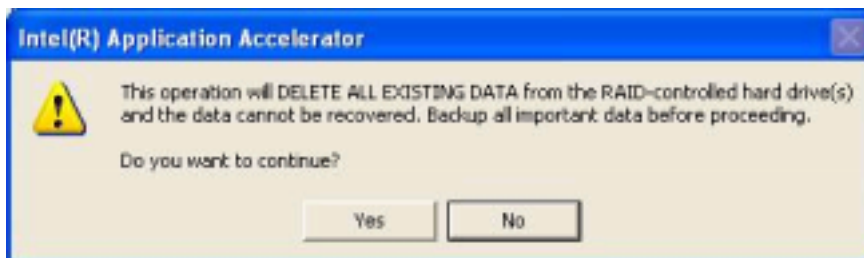 Intel(R) Application Accelerator
This operation will DELETE ALL EXISTING DATA from the RAID-controlled hard drive(s)
and the data cannot be recovered. Backup all important data before proceeding.
Do you want to continue?
Yes
No